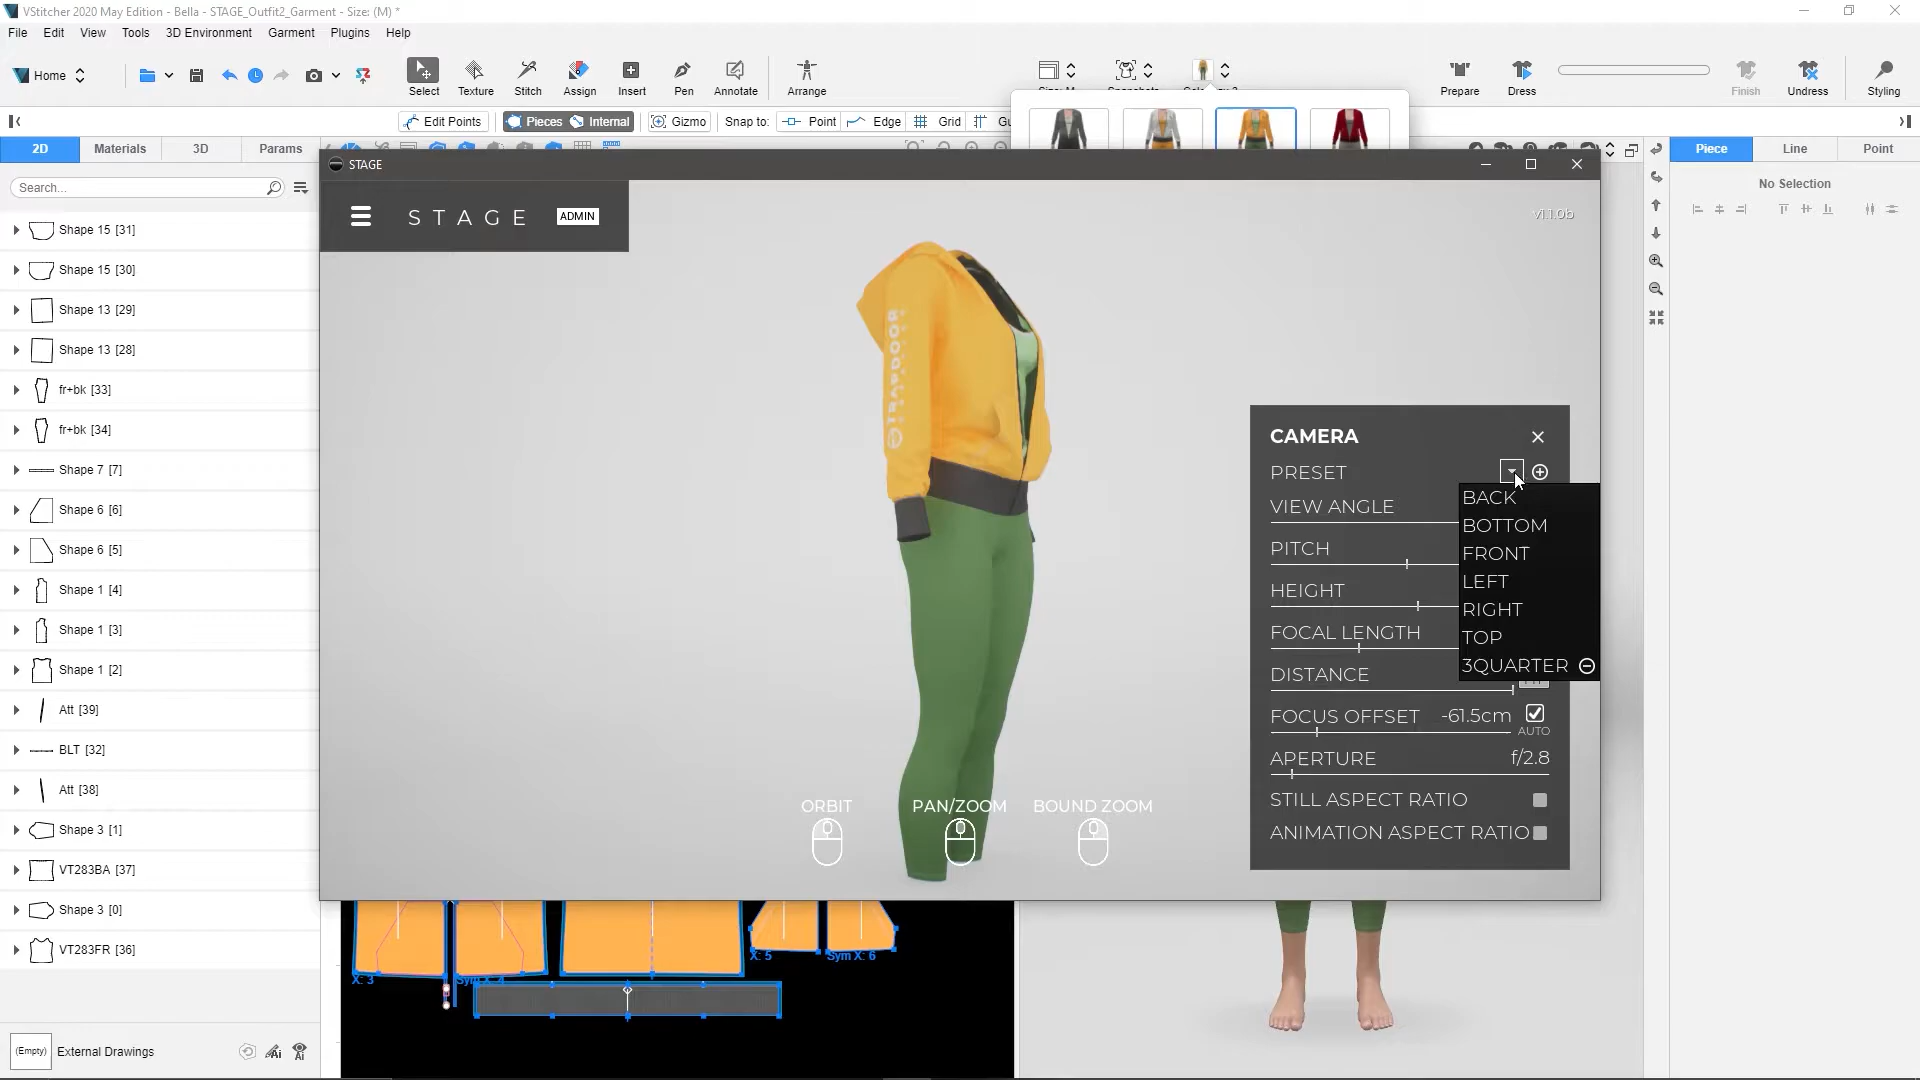 VStitcher 2020 May Edition - Bella - STAGE_Outfit2_Garment - Size: (M) *
File Edit View Tools 3D Environment Garment Plugins Help
Home
Select Texture Stitch Assign Insert Pen Annotate Arrange
Prepare Dress Finish Undress Styling
Edit Points Pieces Internal Gizmo Snap to: Point Edge Grid
2D Materials 3D Params
Piece Line Point
No Selection
Search...
Shape 15 [31]
Shape 15 [30]
Shape 13 [29]
Shape 13 [28]
fr+bk [33]
fr+bk [34]
Shape 7 [7]
Shape 6 [6]
Shape 6 [5]
Shape 1 [4]
Shape 1 [3]
Shape 1 [2]
Att [39]
BLT [32]
Att [38]
Shape 3 [1]
VT283BA [37]
Shape 3 [0]
VT283FR [36]
(Empty) External Drawings
Ai
Ai
STAGE
STAGE ADMIN
v1.1.0b
CAMERA
PRESET
VIEW ANGLE
PITCH
HEIGHT
FOCAL LENGTH
DISTANCE
FOCUS OFFSET -61.5cm
AUTO
APERTURE f/2.8
STILL ASPECT RATIO
ANIMATION ASPECT RATIO
BACK
BOTTOM
FRONT
LEFT
RIGHT
TOP
3QUARTER
ORBIT PAN/ZOOM BOUND ZOOM
X: 5 Sym X: 6
X: 3